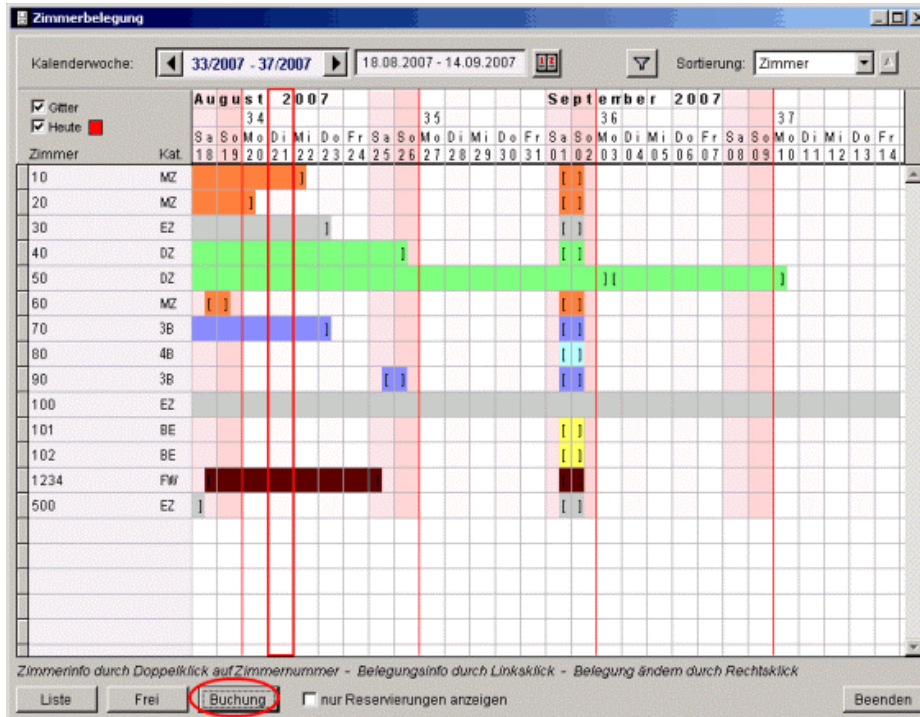 Zimmerbelegung
Kalenderwoche: 33/2007 - 37/2007 18.08.2007 - 14.09.2007 Sortierung: Zimmer
Gitter August 2007 September 2007
34 35 36 37
Heute Sa So Mo Di Mi Do Fr Sa So Mo Di Mi Do Fr Sa So Mo Di Mi Do Fr Sa So Mo Di Mi Do Fr
Zimmer Kat. 18 19 20 21 22 23 24 25 26 27 28 29 30 31 01 02 03 04 05 06 07 08 09 10 11 12 13 14
10 MZ ] [ ]
20 MZ ] [ ]
30 EZ ] [ ]
40 DZ ] [ ]
50 DZ ] [ ]
60 MZ [ ] [ ]
70 3B ] [ ]
80 4B [ ]
90 3B [ ] [ ]
100 EZ
101 BE [ ]
102 BE [ ]
1234 FW [ ] [ ]
500 EZ ] [ ]
Zimmerinfo durch Doppelklick auf Zimmernummer - Belegungsinfo durch Linksklick - Belegung ändern durch Rechtsklick
Liste Frei Buchung nur Reservierungen anzeigen Beenden